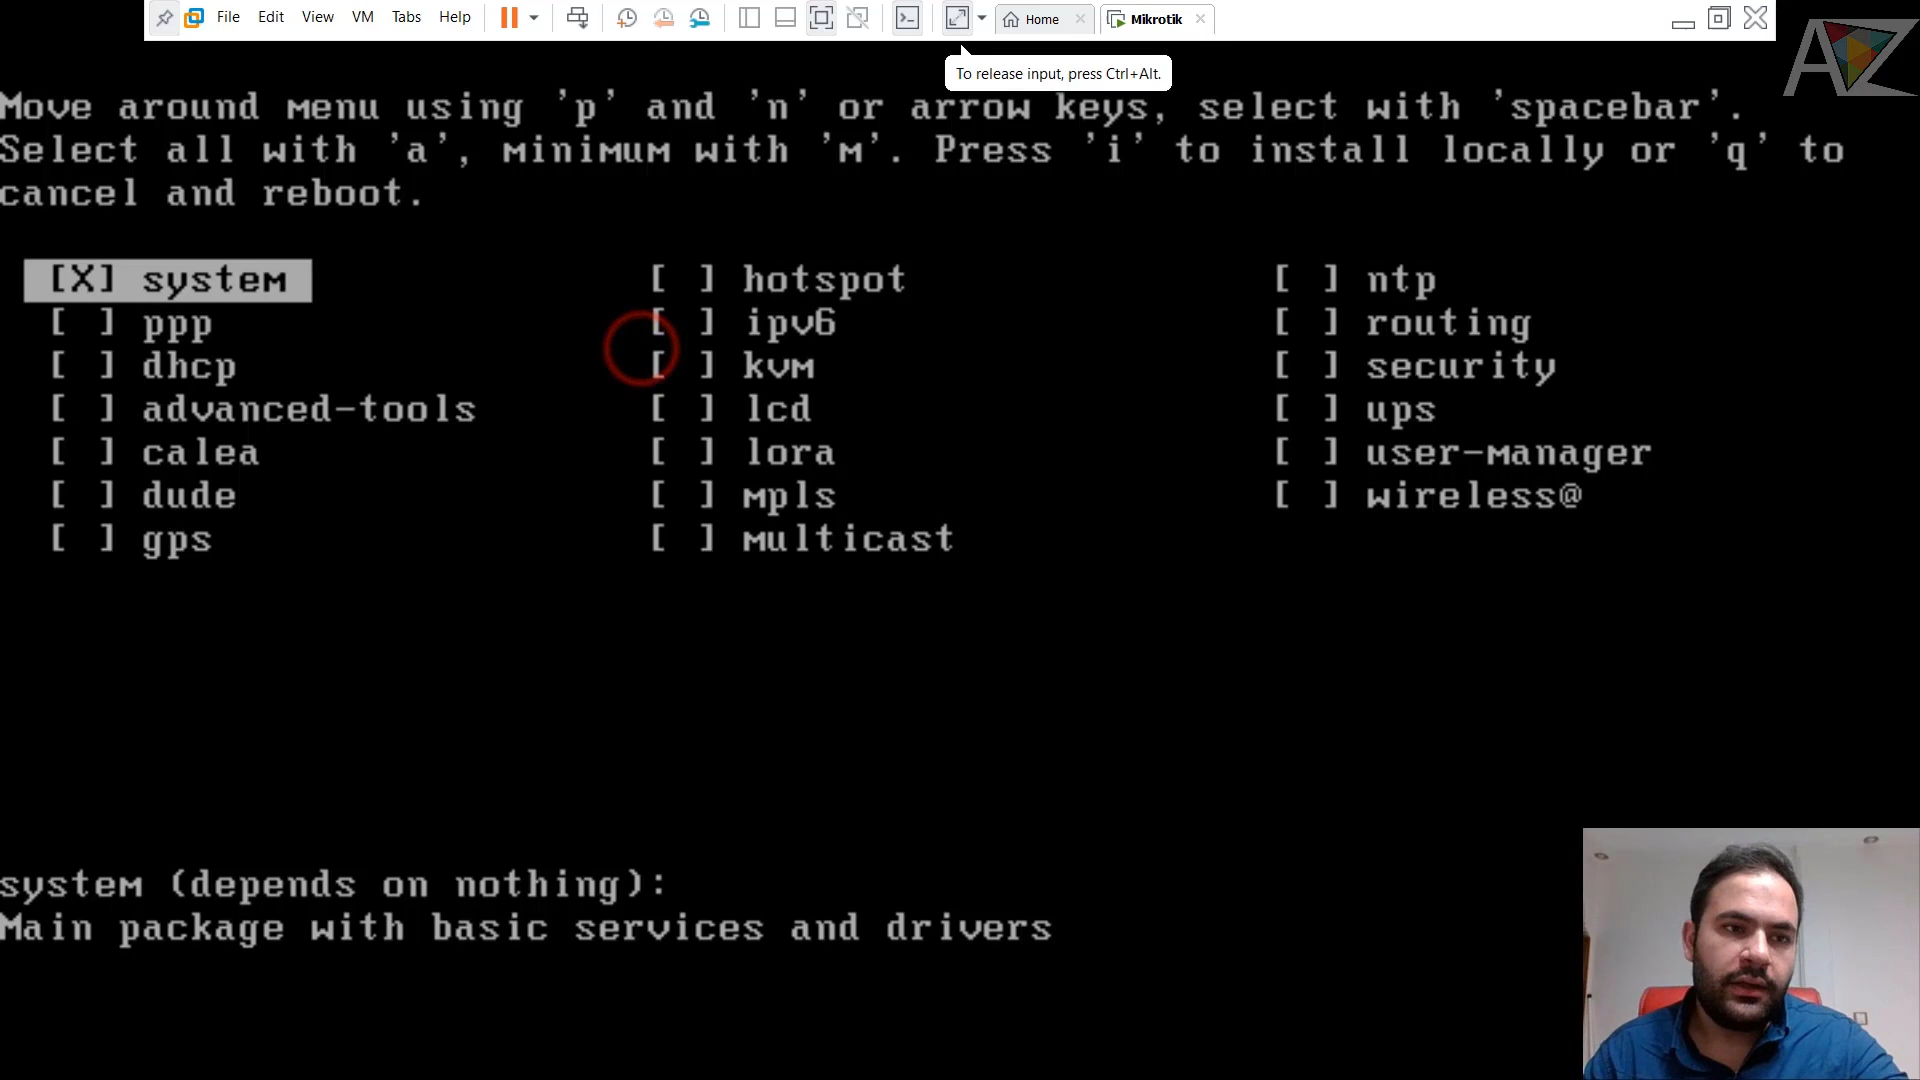 File Edit View VM Tabs Help Home Mikrotik
AZ
To release input, press Ctrl+Alt.
Move around menu using 'p' and 'n' or arrow keys, select with 'spacebar'.
Select all with 'a', minimum with 'm'. Press 'i' to install locally or 'q' to
cancel and reboot.
[X] system [ ] hotspot [ ] ntp
[ ] ppp [ ] ipv6 [ ] routing
[ ] dhcp [ ] kvm [ ] security
[ ] advanced-tools [ ] lcd [ ] ups
[ ] calea [ ] lora [ ] user-manager
[ ] dude [ ] mpls [ ] wireless@
[ ] gps [ ] multicast
system (depends on nothing):
Main package with basic services and drivers